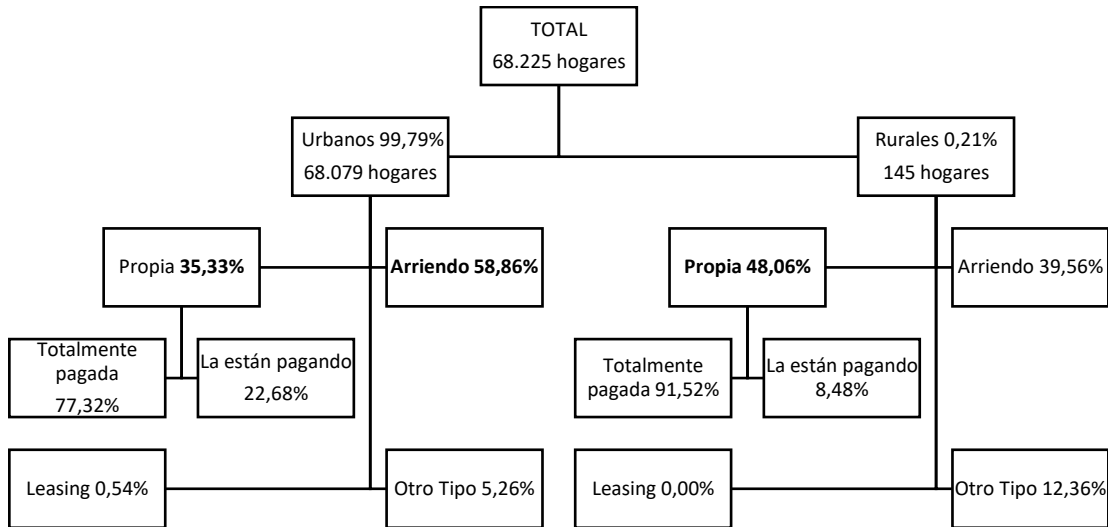 TOTAL
68.225 hogares
Urbanos 99,79%
68.079 hogares
Rurales 0,21%
145 hogares
Propia 35,33%
Arriendo 58,86%
Propia 48,06%
Arriendo 39,56%
Totalmente
pagada
77,32%
La están pagando
22,68%
Totalmente
pagada 91,52%
La están pagando
8,48%
Leasing 0,54%
Otro Tipo 5,26%
Leasing 0,00%
Otro Tipo 12,36%